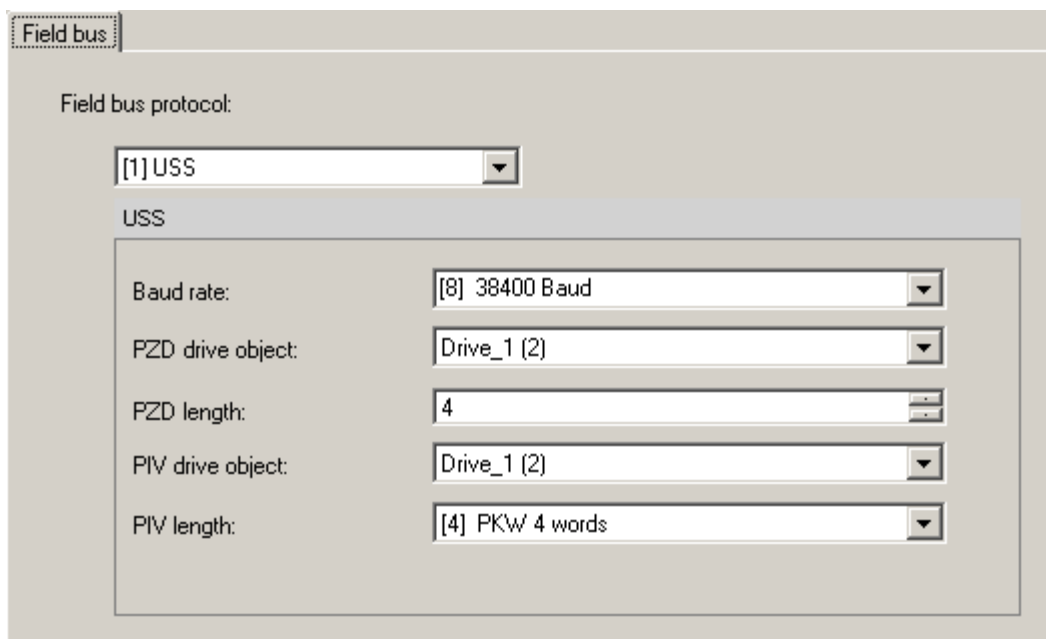 Field bus
Field bus protocol:
[1] USS
USS
Baud rate: [8] 38400 Baud
PZD drive object: Drive_1 (2)
PZD length: 4
PIV drive object: Drive_1 (2)
PIV length: [4] PKW 4 words